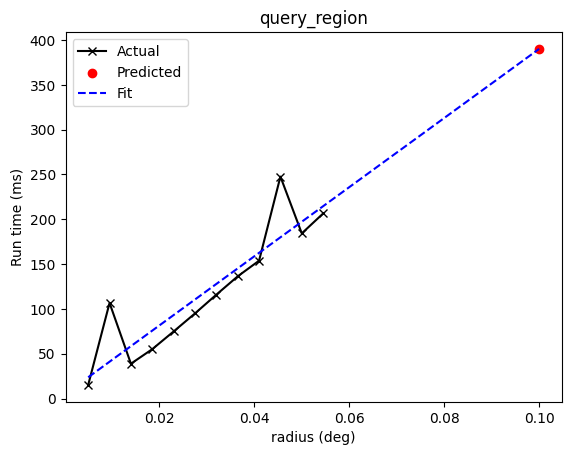 query_region
Actual
Predicted
Fit
400
350
300
250
200
150
100
50
0
Run time (ms)
0.02
0.04
0.06
0.08
0.10
radius (deg)